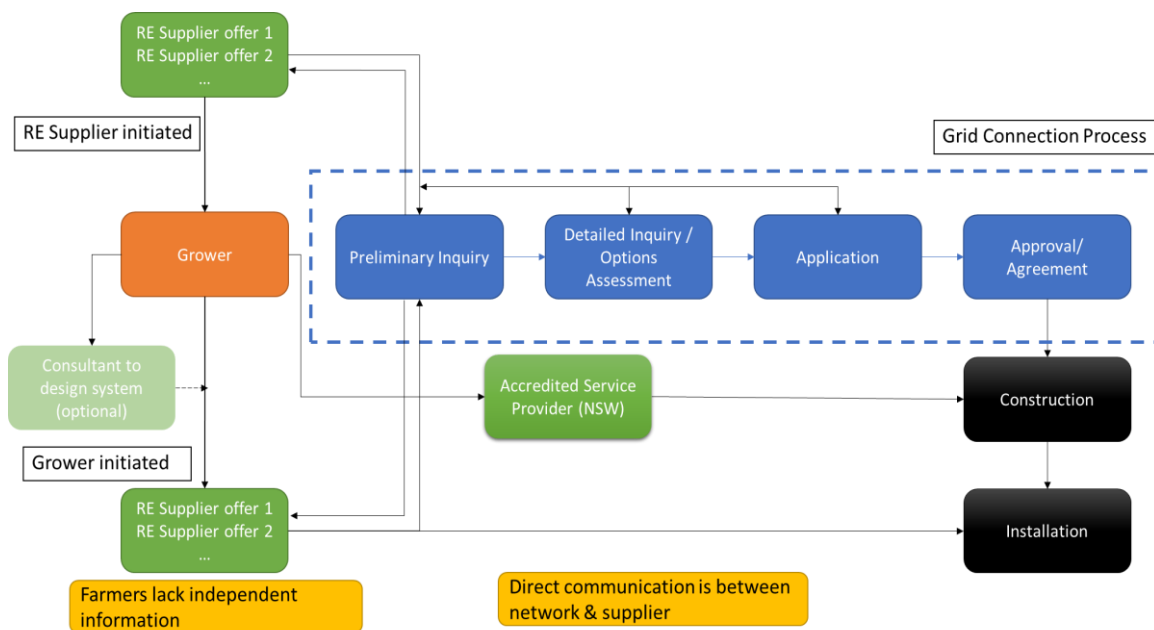 RE Supplier offer 1
RE Supplier offer 2
...
RE Supplier initiated
Grid Connection Process
Grower
Preliminary Inquiry
Detailed Inquiry /
Options
Assessment
Application
Approval/
Agreement
Consultant to
design system
(optional)
Accredited Service
Provider (NSW)
Construction
Grower initiated
RE Supplier offer 1
RE Supplier offer 2
...
Installation
Farmers lack independent
information
Direct communication is between
network & supplier